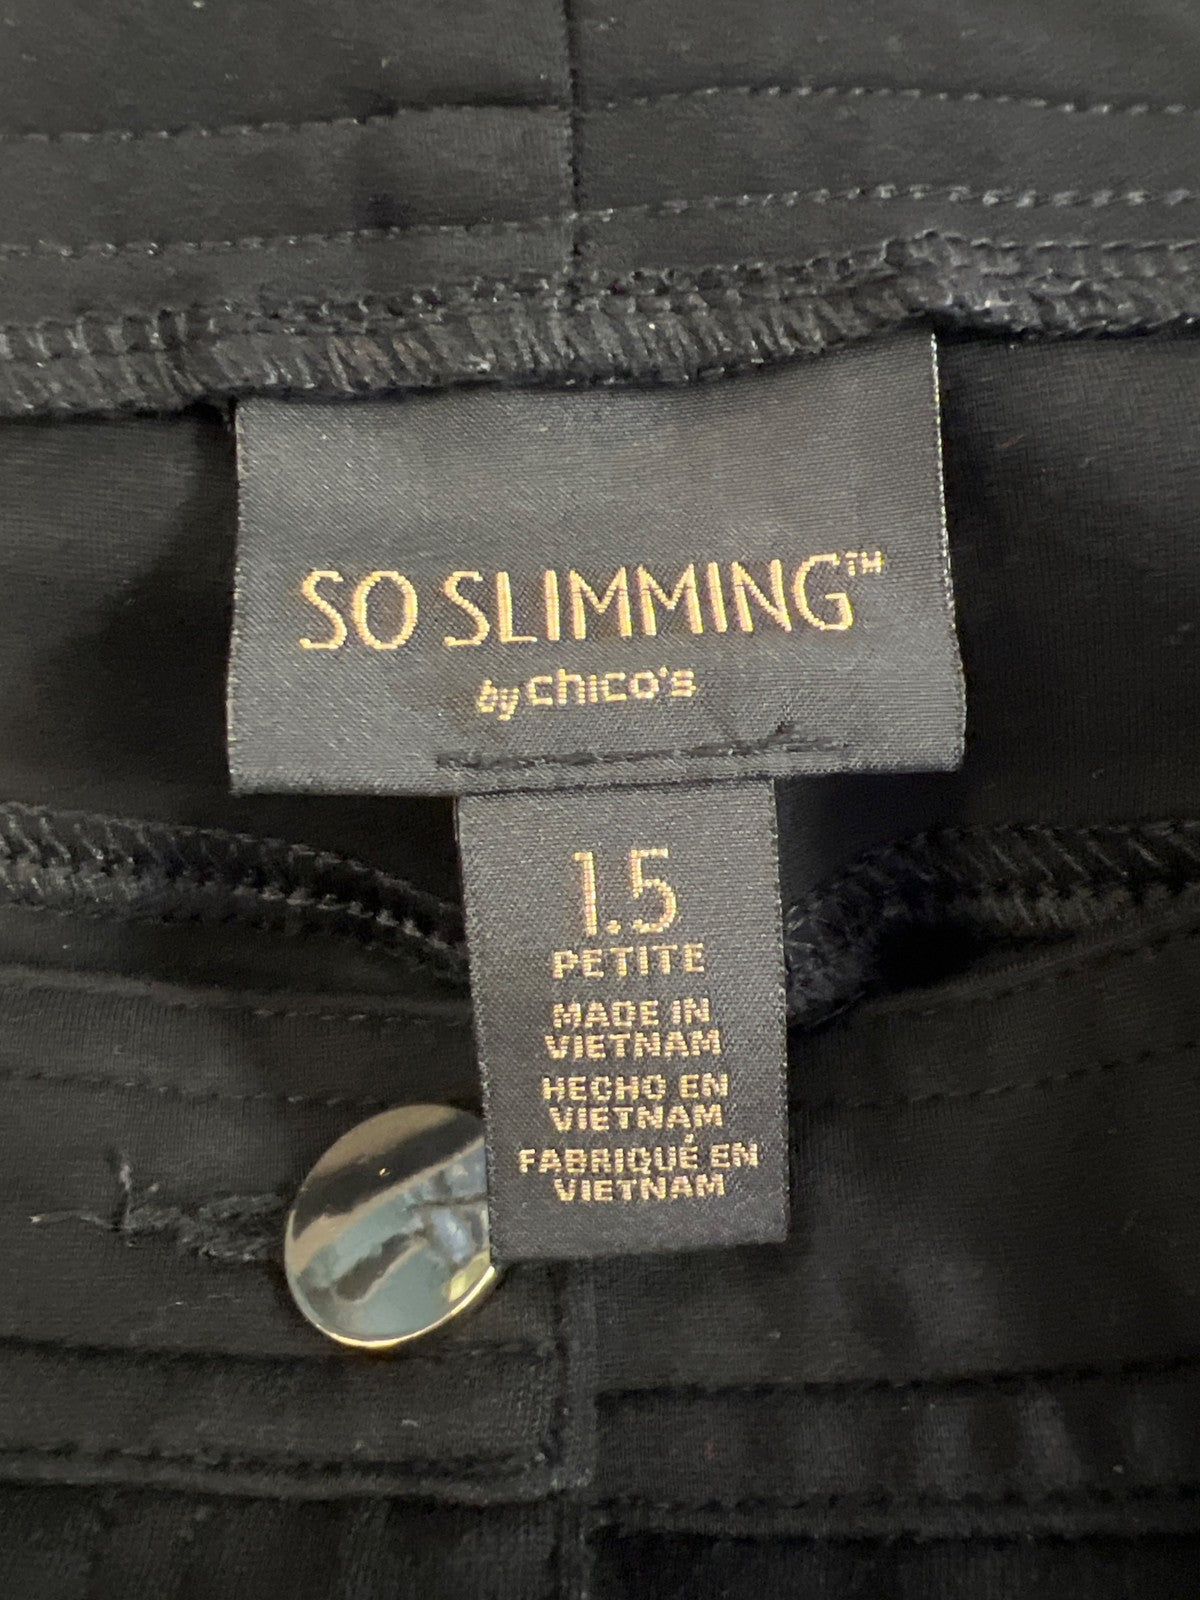 SO SLIMMING™
by chico's
1.5
PETITE
MADE IN
VIETNAM
HECHO EN
VIETNAM
FABRIQUÉ EN
VIETNAM